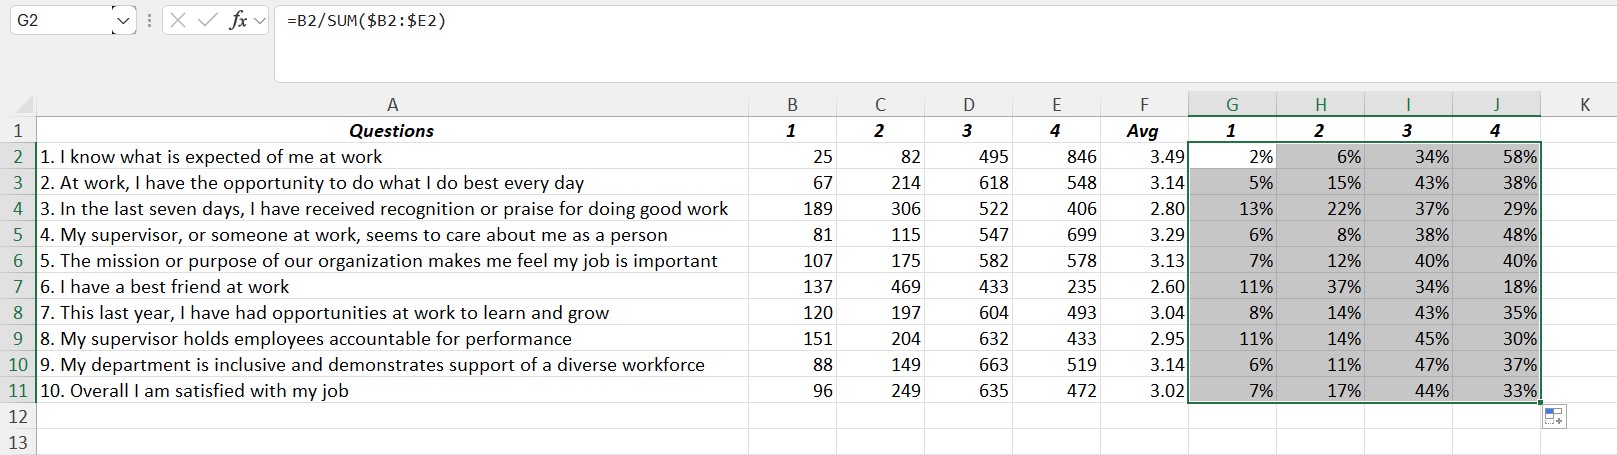 G2 fx =B2/SUM($B2:$E2)
A B C D E F G H I J K
1 Questions 1 2 3 4 Avg 1 2 3 4
2 1. I know what is expected of me at work 25 82 495 846 3.49 2% 6% 34% 58%
3 2. At work, I have the opportunity to do what I do best every day 67 214 618 548 3.14 5% 15% 43% 38%
4 3. In the last seven days, I have received recognition or praise for doing good work 189 306 522 406 2.80 13% 22% 37% 29%
5 4. My supervisor, or someone at work, seems to care about me as a person 81 115 547 699 3.29 6% 8% 38% 48%
6 5. The mission or purpose of our organization makes me feel my job is important 107 175 582 578 3.13 7% 12% 40% 40%
7 6. I have a best friend at work 137 469 433 235 2.60 11% 37% 34% 18%
8 7. This last year, I have had opportunities at work to learn and grow 120 197 604 493 3.04 8% 14% 43% 35%
9 8. My supervisor holds employees accountable for performance 151 204 632 433 2.95 11% 14% 45% 30%
10 9. My department is inclusive and demonstrates support of a diverse workforce 88 149 663 519 3.14 6% 11% 47% 37%
11 10. Overall I am satisfied with my job 96 249 635 472 3.02 7% 17% 44% 33%
12
13